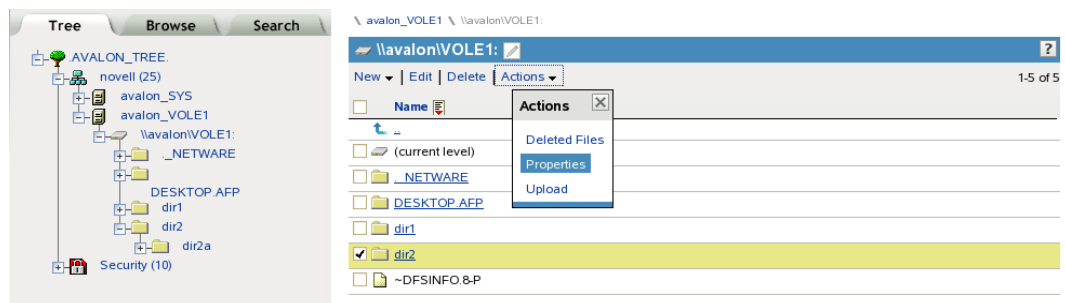 Tree Browse Search
.AVALON_TREE.
novell (25)
avalon_SYS
avalon_VOLE1
\\avalon\VOLE1:
._NETWARE
DESKTOP.AFP
dir1
dir2
dir2a
Security (10)
\ avalon_VOLE1 \ \\avalon\VOLE1:
\\avalon\VOLE1: ?
New | Edit | Delete | Actions 1-5 of 5
Name
Actions
Deleted Files
Properties
Upload
..
(current level)
._NETWARE
DESKTOP.AFP
dir1
dir2
~DFSINFO.8-P